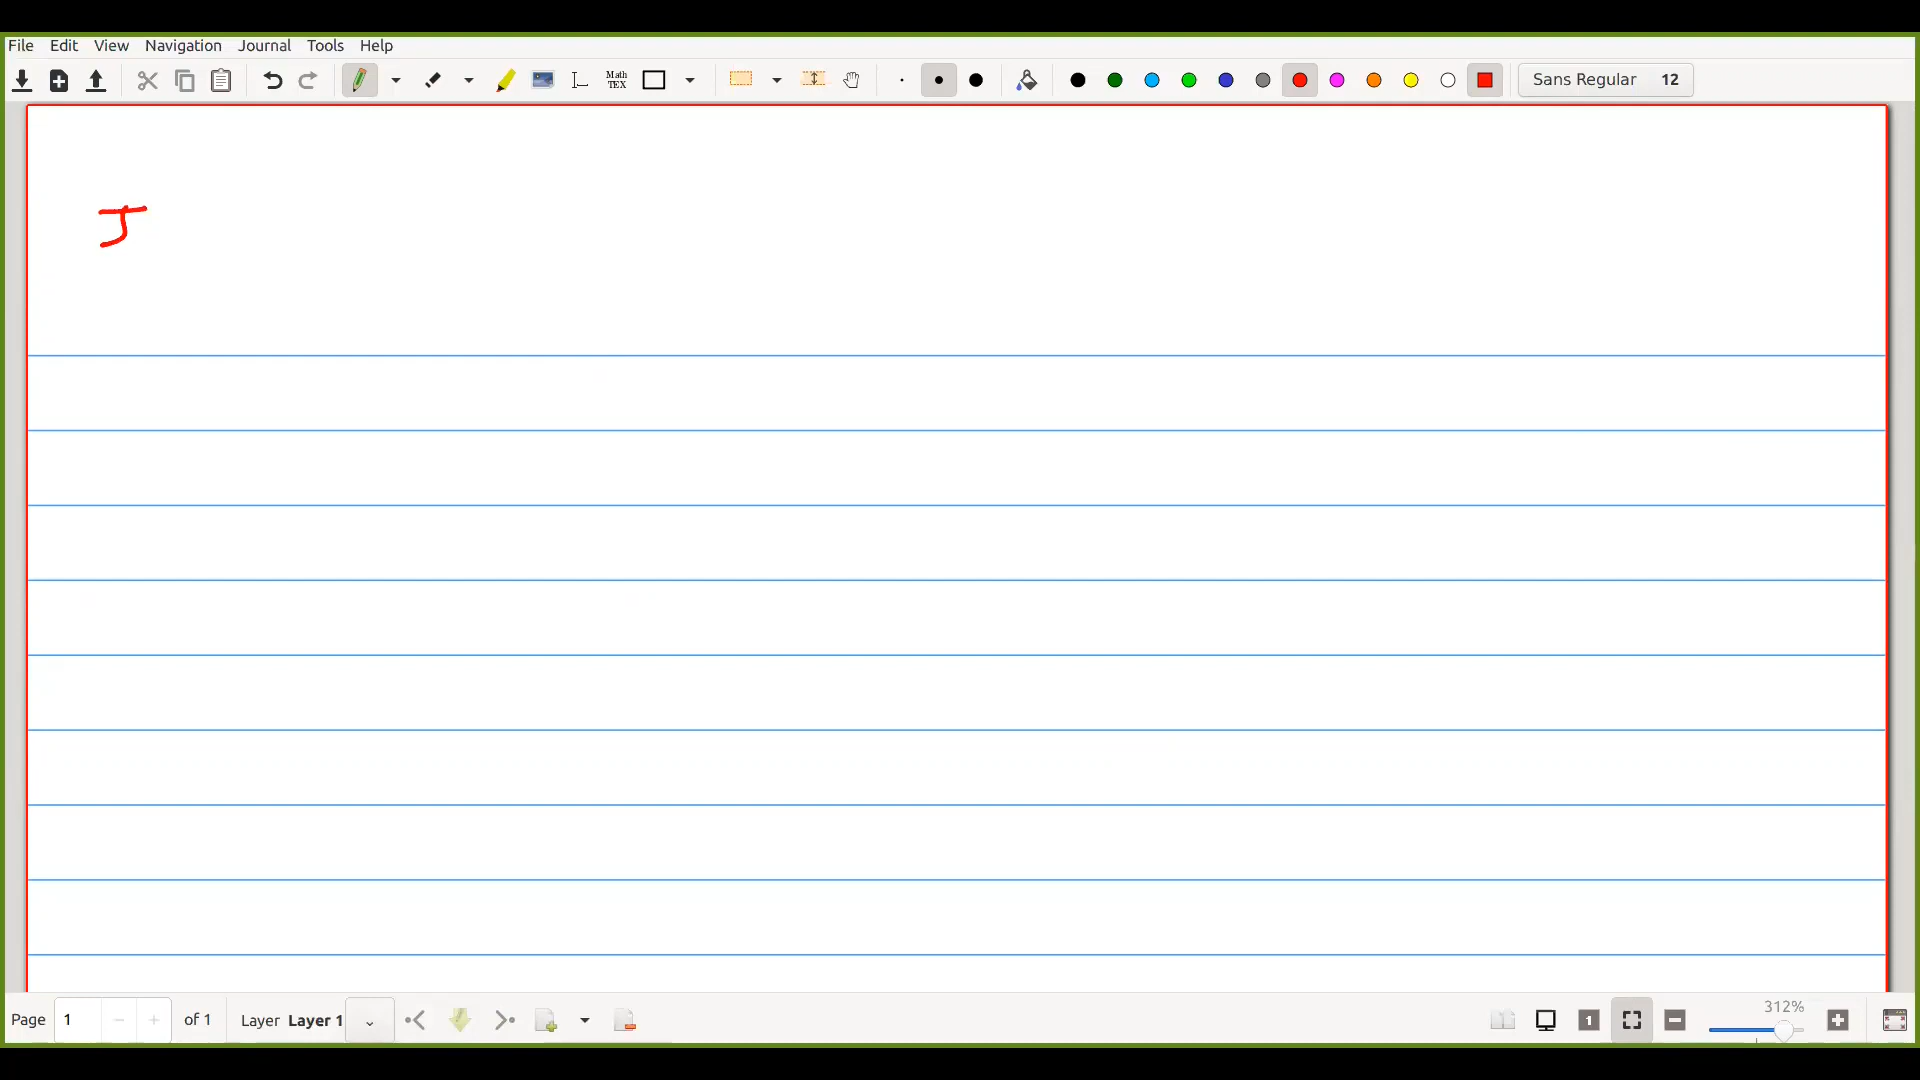 File Edit View Navigation Journal Tools Help
Math TEX Sans Regular 12
J
312%
Page 1 of 1 Layer Layer 1 1